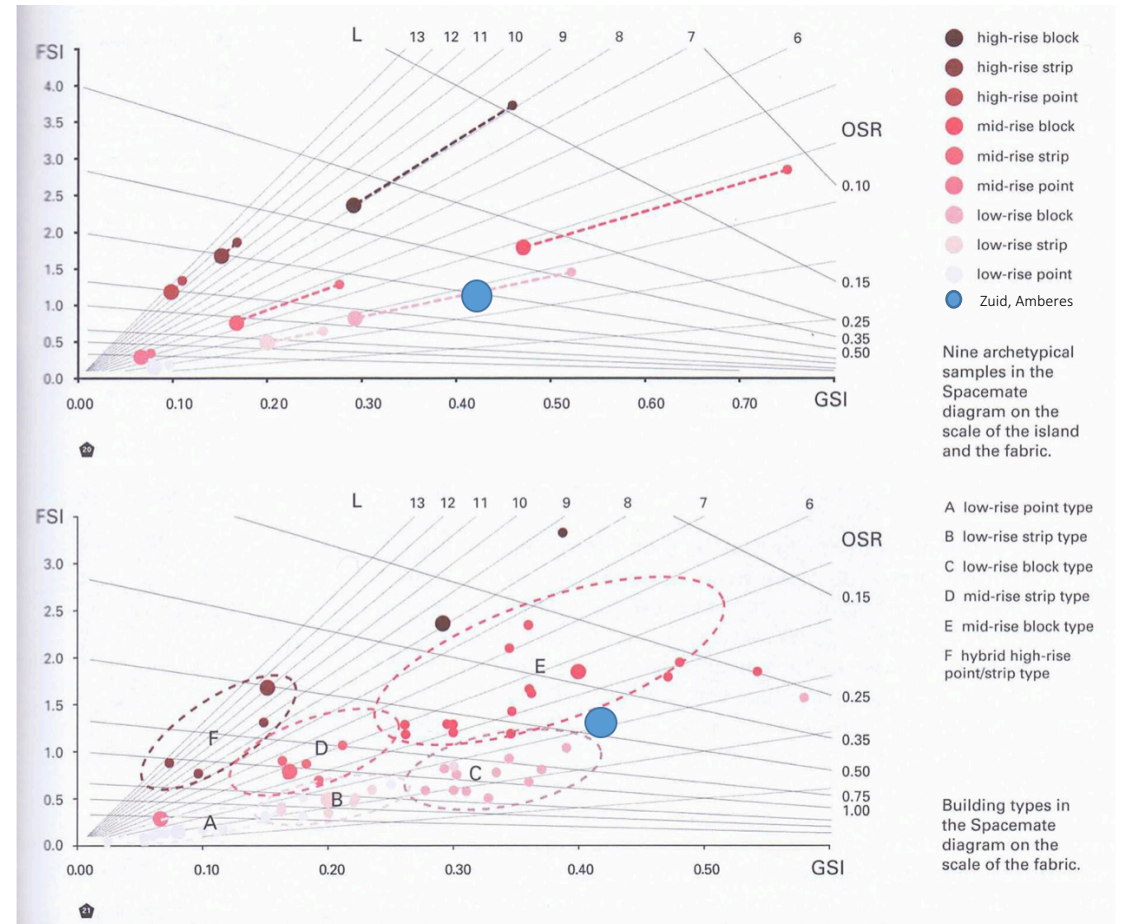 L 13 12 11 10 9 8 7 6
FSI
4.0
3.5
3.0
2.5
2.0
1.5
1.0
0.5
0.0
OSR
0.10
0.15
0.25
0.35
0.50
0.00 0.10 0.20 0.30 0.40 0.50 0.60 0.70 GSI
20
high-rise block
high-rise strip
high-rise point
mid-rise block
mid-rise strip
mid-rise point
low-rise block
low-rise strip
low-rise point
Zuid, Amberes
Nine archetypical
samples in the
Spacemate
diagram on the
scale of the island
and the fabric.
L 13 12 11 10 9 8 7 6
FSI
3.0
2.5
2.0
1.5
1.0
0.5
0.0
OSR
0.15
0.25
0.35
0.50
0.75
1.00
E
F
D
C
B
A
0.00 0.10 0.20 0.30 0.40 0.50 GSI
21
A low-rise point type
B low-rise strip type
C low-rise block type
D mid-rise strip type
E mid-rise block type
F hybrid high-rise
point/strip type
Building types in
the Spacemate
diagram on the
scale of the fabric.